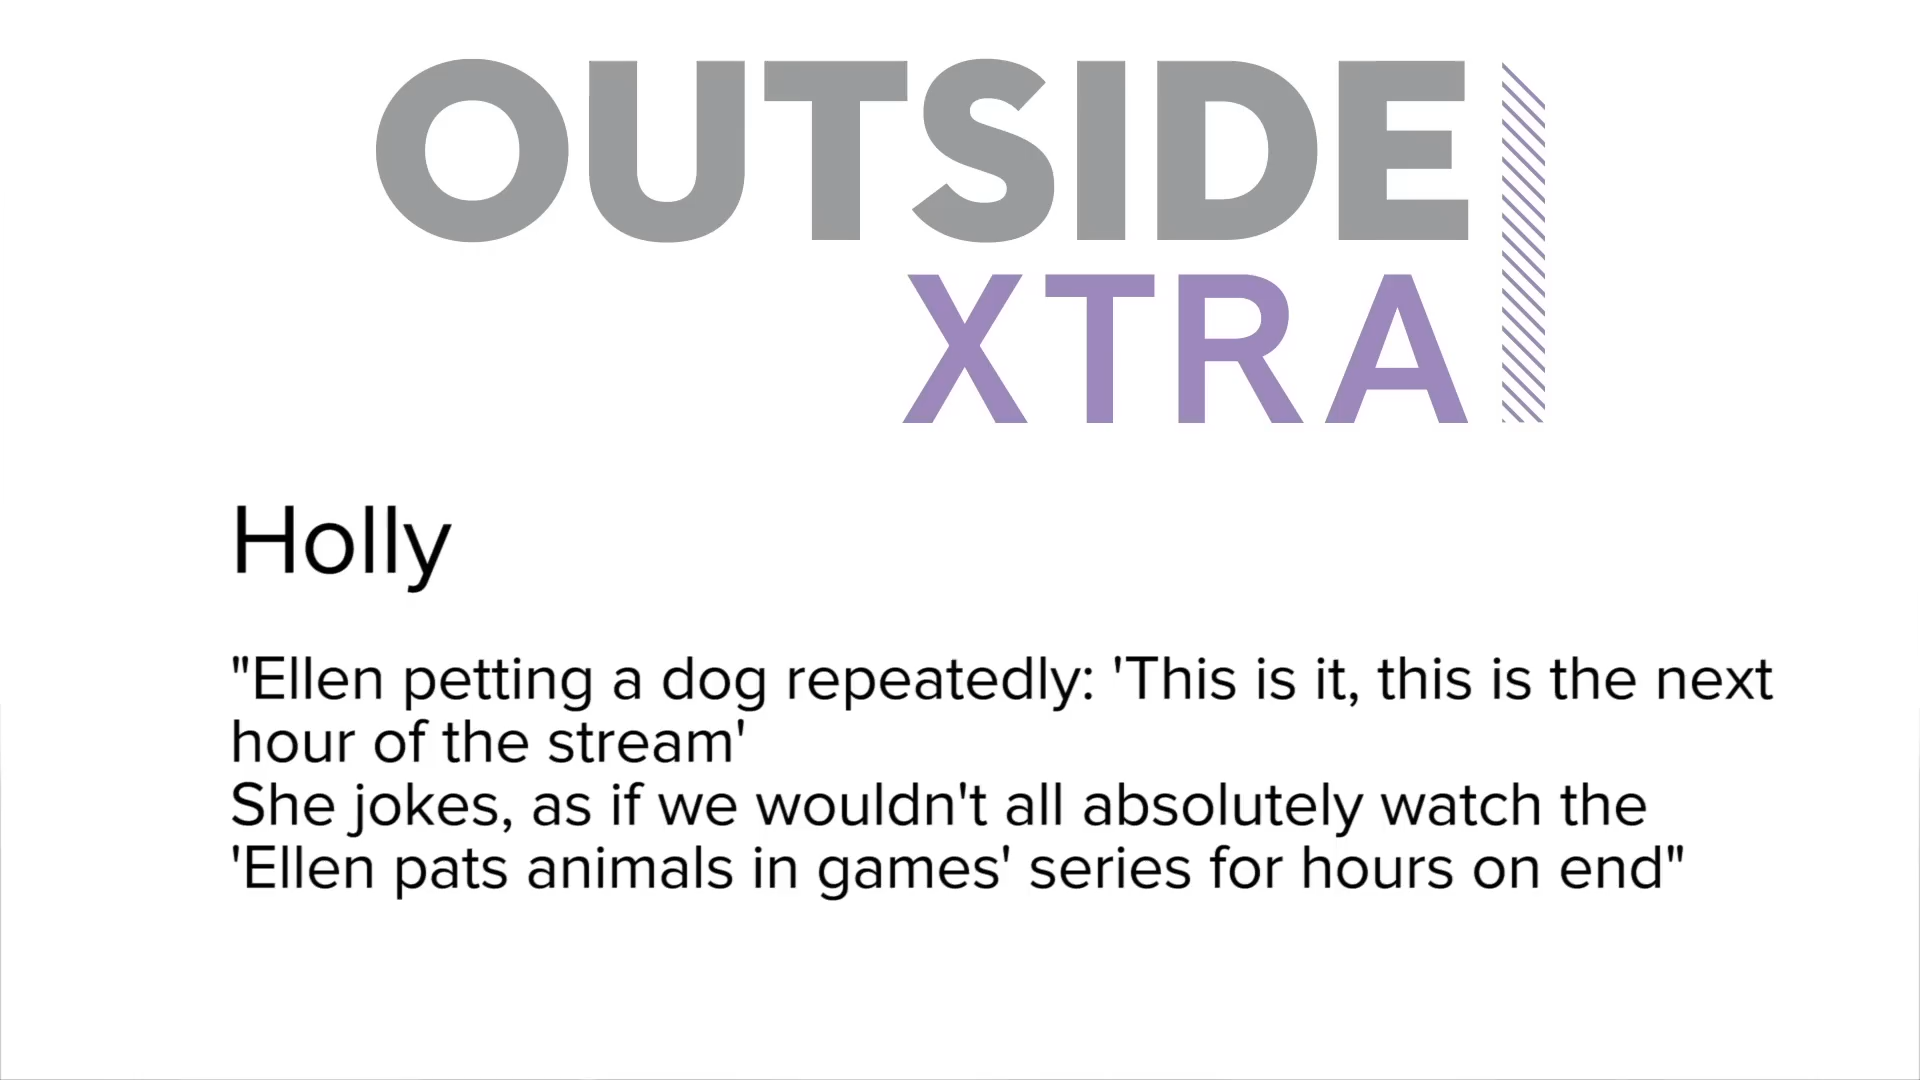 OUTSIDE
XTRA
Holly
"Ellen petting a dog repeatedly: 'This is it, this is the next
hour of the stream'
She jokes, as if we wouldn't all absolutely watch the
'Ellen pats animals in games' series for hours on end"